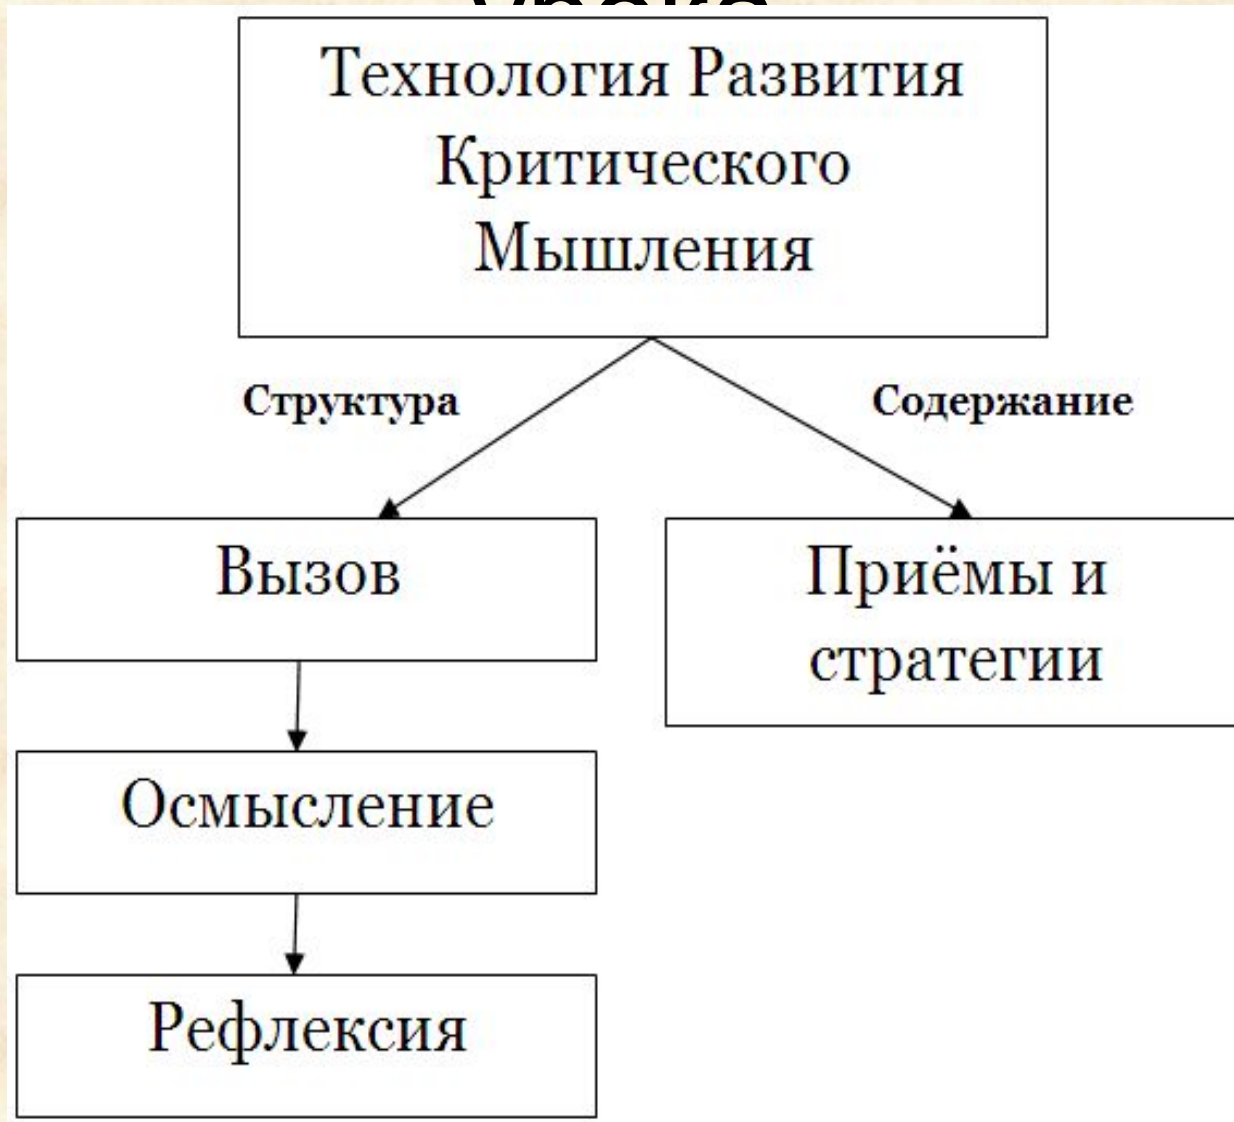 Технология Развития
Критического
Мышления
Структура
Содержание
Вызов
Приёмы и
стратегии
Осмысление
Рефлексия